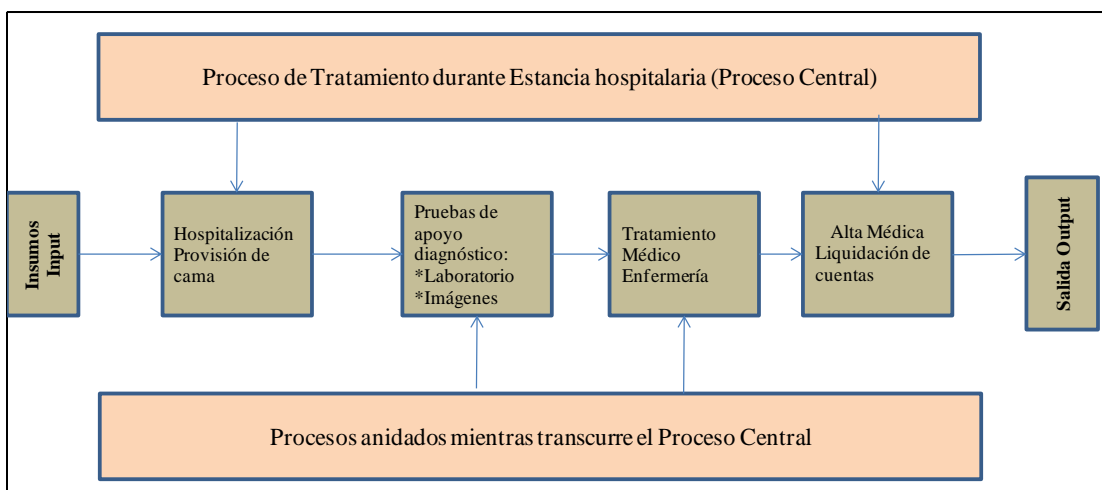 Proceso de Tratamiento durante Estancia hospitalaria (Proceso Central)
Insumos
Input
Hospitalización
Provisión de
cama
Pruebas de
apoyo
diagnóstico:
*Laboratorio
*Imágenes
Tratamiento
Médico
Enfermería
Alta Médica
Liquidación de
cuentas
Salida Output
Procesos anidados mientras transcurre el Proceso Central